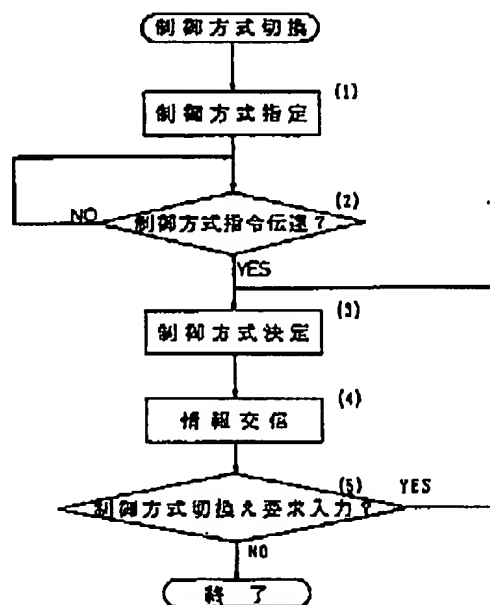 制御方式切換
(1)
制御方式指定
(2)
制御方式指令伝達?
NO
YES
(3)
制御方式決定
(4)
情報交信
(5)
制御方式切換え要求入力?
YES
NO
終了